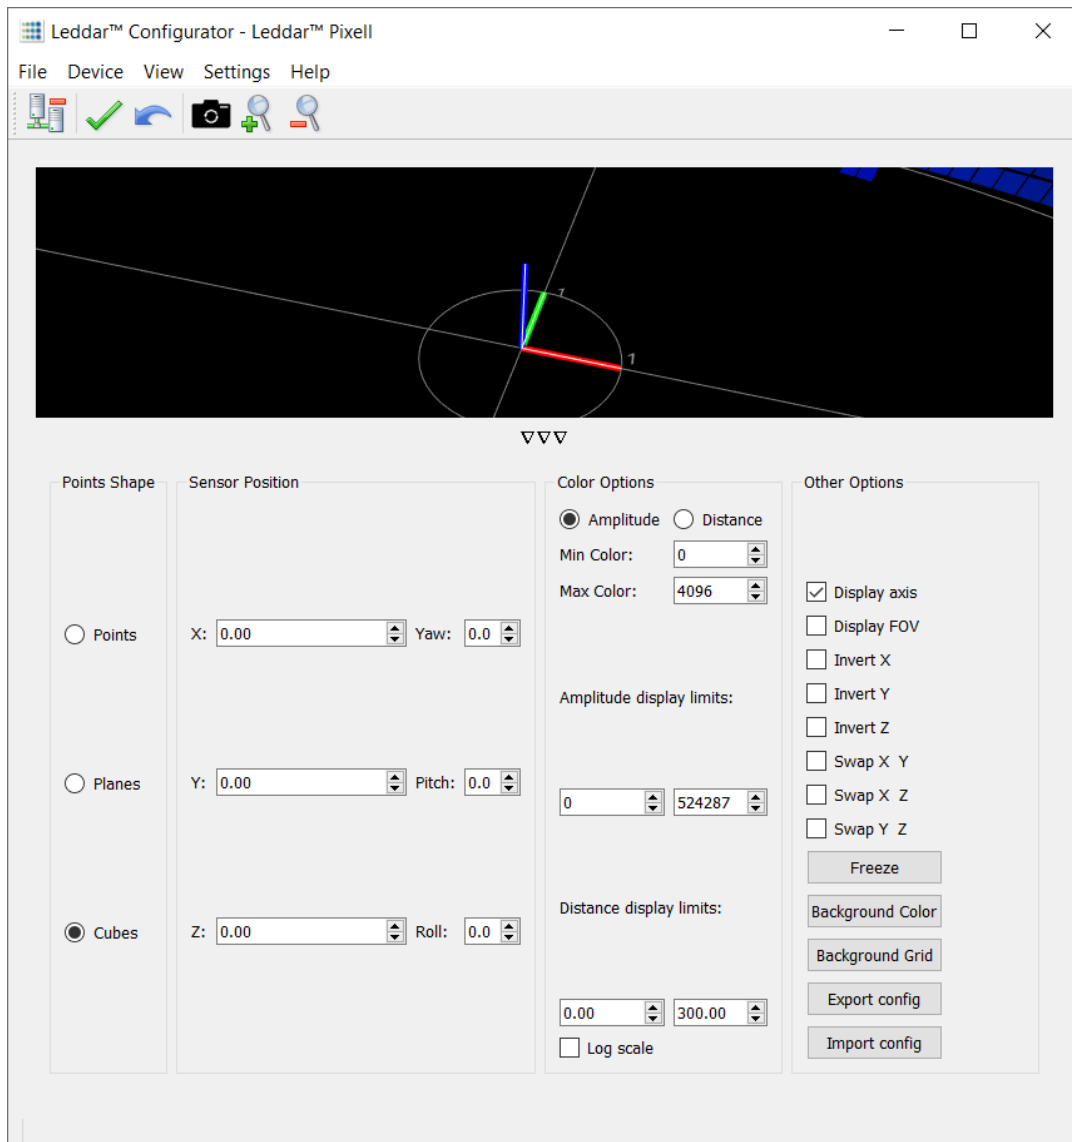 Leddar™ Configurator - Leddar™ Pixell
File Device View Settings Help
1
1
Points Shape
Points
Planes
Cubes
Sensor Position
X: 0.00 Yaw: 0.0
Y: 0.00 Pitch: 0.0
Z: 0.00 Roll: 0.0
Color Options
Amplitude Distance
Min Color: 0
Max Color: 4096
Amplitude display limits:
0 524287
Distance display limits:
0.00 300.00
Log scale
Other Options
Display axis
Display FOV
Invert X
Invert Y
Invert Z
Swap X Y
Swap X Z
Swap Y Z
Freeze
Background Color
Background Grid
Export config
Import config